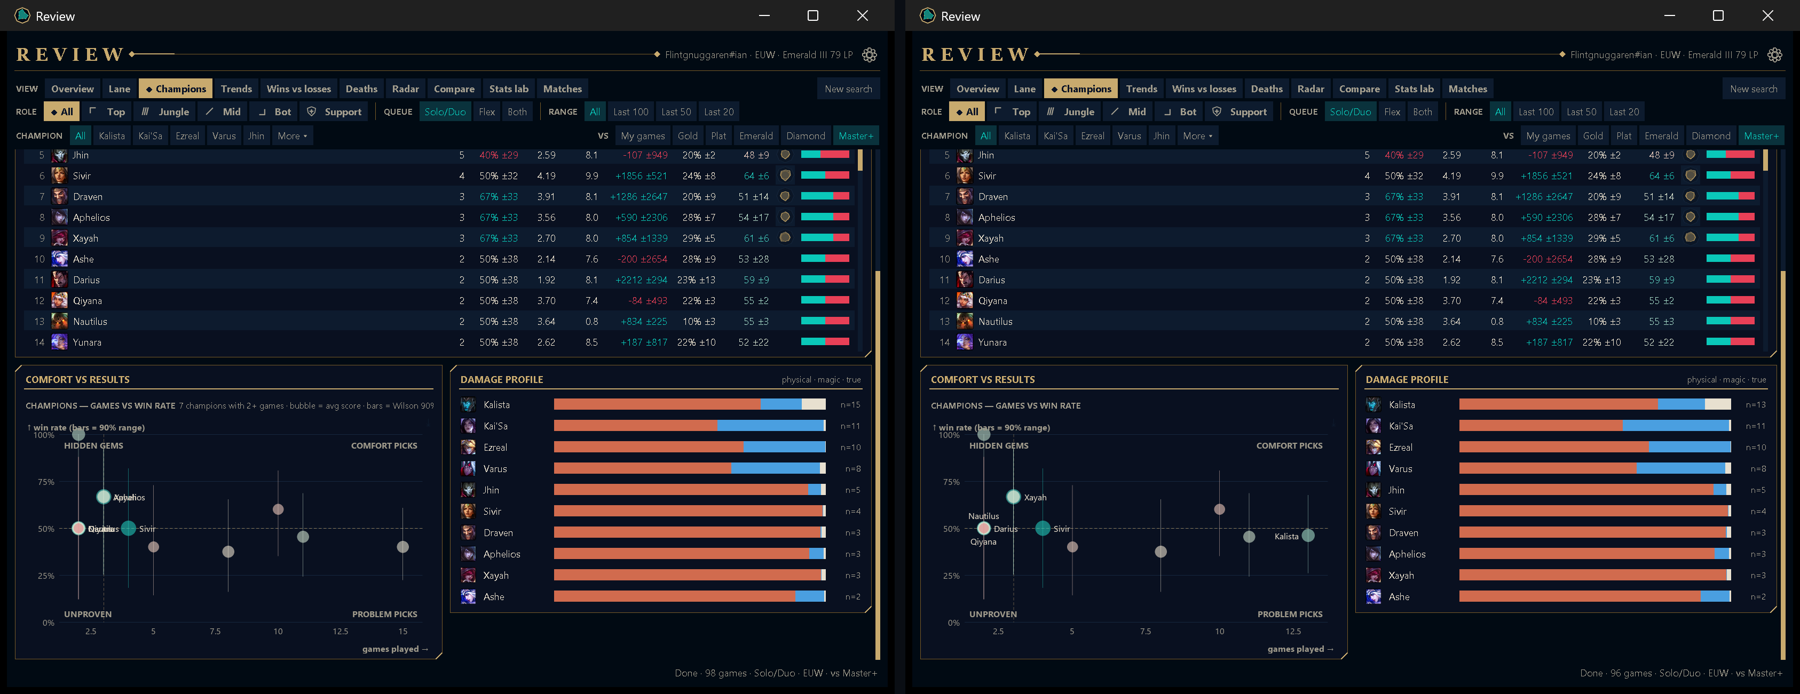 Review
REVIEW Flintgnuggaren#ian · EUW · Emerald III 79 LP
VIEW Overview Lane Champions Trends Wins vs losses Deaths Radar Compare Stats lab Matches New search
ROLE All Top Jungle Mid Bot Support QUEUE Solo/Duo Flex Both RANGE All Last 100 Last 50 Last 20
CHAMPION All Kalista Kai'Sa Ezreal Varus Jhin More VS My games Gold Plat Emerald Diamond Master+
5 Jhin 5 40% ±29 2.59 8.1 -107 ±949 20% ±2 48 ±9
6 Sivir 4 50% ±32 4.19 9.9 +1856 ±521 24% ±8 64 ±6
7 Draven 3 67% ±33 3.91 8.1 +1286 ±2647 20% ±9 51 ±14
8 Aphelios 3 67% ±33 3.56 8.0 +590 ±2306 28% ±7 54 ±17
9 Xayah 3 67% ±33 2.70 8.0 +854 ±1339 29% ±5 61 ±6
10 Ashe 2 50% ±38 2.14 7.6 -200 ±2654 28% ±9 53 ±28
11 Darius 2 50% ±38 1.92 8.1 +2212 ±294 23% ±13 59 ±9
12 Qiyana 2 50% ±38 3.70 7.4 -84 ±493 22% ±3 55 ±2
13 Nautilus 2 50% ±38 3.64 0.8 +834 ±225 10% ±3 55 ±3
14 Yunara 2 50% ±38 2.62 8.5 +187 ±817 22% ±10 52 ±22
COMFORT VS RESULTS
CHAMPIONS — GAMES VS WIN RATE 7 champions with 2+ games · bubble = avg score · bars = Wilson 90%
↑ win rate (bars = 90% range)
100%
HIDDEN GEMS COMFORT PICKS
75%
50% Sivir
25%
UNPROVEN PROBLEM PICKS
0%
2.5 5 7.5 10 12.5 15
games played →
DAMAGE PROFILE physical · magic · true
Kalista n=15
Kai'Sa n=11
Ezreal n=10
Varus n=8
Jhin n=5
Sivir n=4
Draven n=3
Aphelios n=3
Xayah n=3
Ashe n=2
Done · 98 games · Solo/Duo · EUW · vs Master+
Review
REVIEW Flintgnuggaren#ian · EUW · Emerald III 79 LP
VIEW Overview Lane Champions Trends Wins vs losses Deaths Radar Compare Stats lab Matches New search
ROLE All Top Jungle Mid Bot Support QUEUE Solo/Duo Flex Both RANGE All Last 100 Last 50 Last 20
CHAMPION All Kalista Kai'Sa Ezreal Varus Jhin More VS My games Gold Plat Emerald Diamond Master+
5 Jhin 5 40% ±29 2.59 8.1 -107 ±949 20% ±2 48 ±9
6 Sivir 4 50% ±32 4.19 9.9 +1856 ±521 24% ±8 64 ±6
7 Draven 3 67% ±33 3.91 8.1 +1286 ±2647 20% ±9 51 ±14
8 Aphelios 3 67% ±33 3.56 8.0 +590 ±2306 28% ±7 54 ±17
9 Xayah 3 67% ±33 2.70 8.0 +854 ±1339 29% ±5 61 ±6
10 Ashe 2 50% ±38 2.14 7.6 -200 ±2654 28% ±9 53 ±28
11 Darius 2 50% ±38 1.92 8.1 +2212 ±294 23% ±13 59 ±9
12 Qiyana 2 50% ±38 3.70 7.4 -84 ±493 22% ±3 55 ±2
13 Nautilus 2 50% ±38 3.64 0.8 +834 ±225 10% ±3 55 ±3
14 Yunara 2 50% ±38 2.62 8.5 +187 ±817 22% ±10 52 ±22
COMFORT VS RESULTS
CHAMPIONS — GAMES VS WIN RATE
↑ win rate (bars = 90% range)
100%
HIDDEN GEMS COMFORT PICKS
75%
Xayah
Nautilus
50% Darius Sivir
Kalista
Qiyana
25%
UNPROVEN PROBLEM PICKS
0%
2.5 5 10 12.5
games played →
DAMAGE PROFILE physical · magic · true
Kalista n=13
Kai'Sa n=11
Ezreal n=10
Varus n=8
Jhin n=5
Sivir n=4
Draven n=3
Aphelios n=3
Xayah n=3
Ashe n=2
Done · 96 games · Solo/Duo · EUW · vs Master+